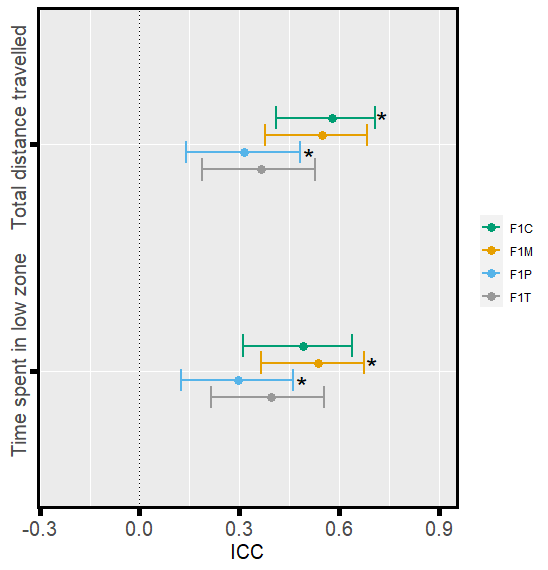 Total distance travelled
*
*
Time spent in low zone
*
*
-0.3 0.0 0.3 0.6 0.9
ICC
F1C
F1M
F1P
F1T